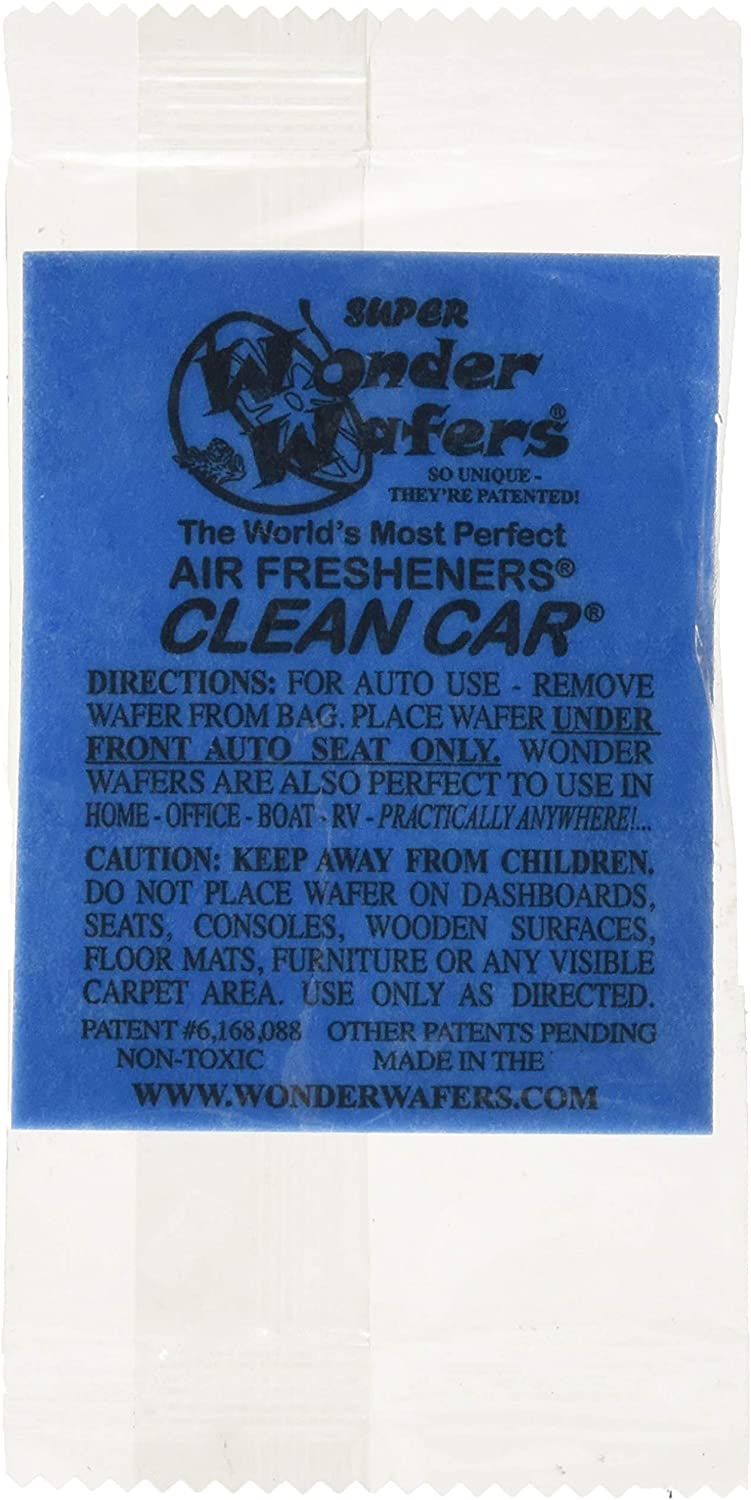 SUPER
Wonder
Wafers®
SO UNIQUE -
THEY'RE PATENTED!
The World's Most Perfect
AIR FRESHENERS®
CLEAN CAR®
DIRECTIONS: FOR AUTO USE - REMOVE
WAFER FROM BAG. PLACE WAFER UNDER
FRONT AUTO SEAT ONLY. WONDER
WAFERS ARE ALSO PERFECT TO USE IN
HOME - OFFICE - BOAT - RV - PRACTICALLY ANYWHERE!...
CAUTION: KEEP AWAY FROM CHILDREN.
DO NOT PLACE WAFER ON DASHBOARDS,
SEATS, CONSOLES, WOODEN SURFACES,
FLOOR MATS, FURNITURE OR ANY VISIBLE
CARPET AREA. USE ONLY AS DIRECTED.
PATENT #6,168,088 OTHER PATENTS PENDING
NON-TOXIC MADE IN THE
WWW.WONDERWAFERS.COM